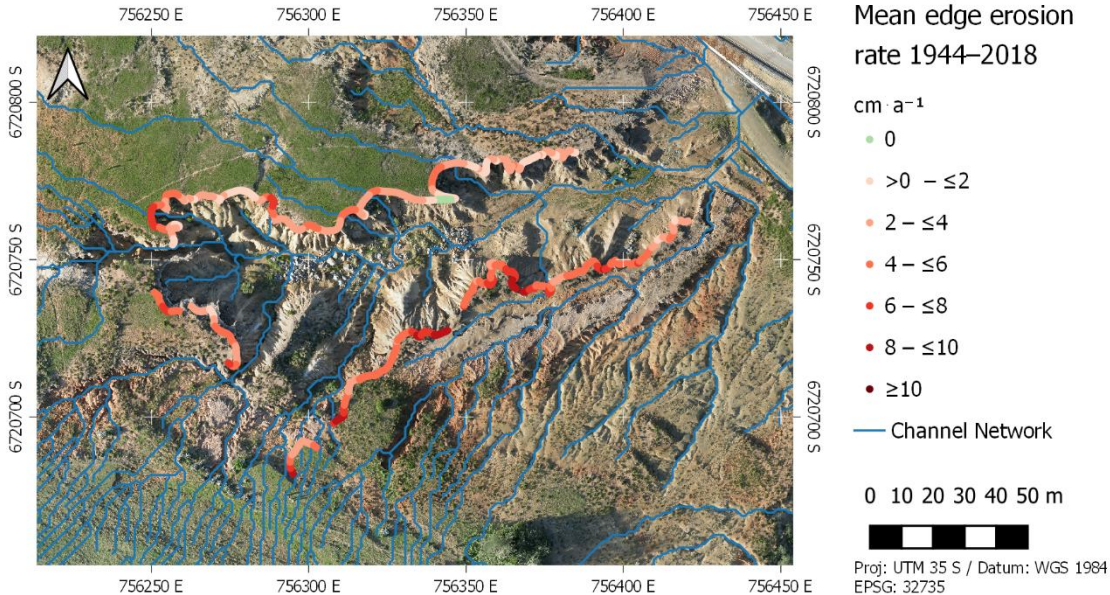 756250 E 756300 E 756350 E 756400 E 756450 E
Mean edge erosion
rate 1944–2018
cm a⁻¹
0
>0 – ≤2
2 – ≤4
4 – ≤6
6 – ≤8
8 – ≤10
≥10
Channel Network
0 10 20 30 40 50 m
Proj: UTM 35 S / Datum: WGS 1984
EPSG: 32735
6720800 S
6720750 S
6720700 S
6720800 S
6720750 S
6720700 S
756250 E 756300 E 756350 E 756400 E 756450 E